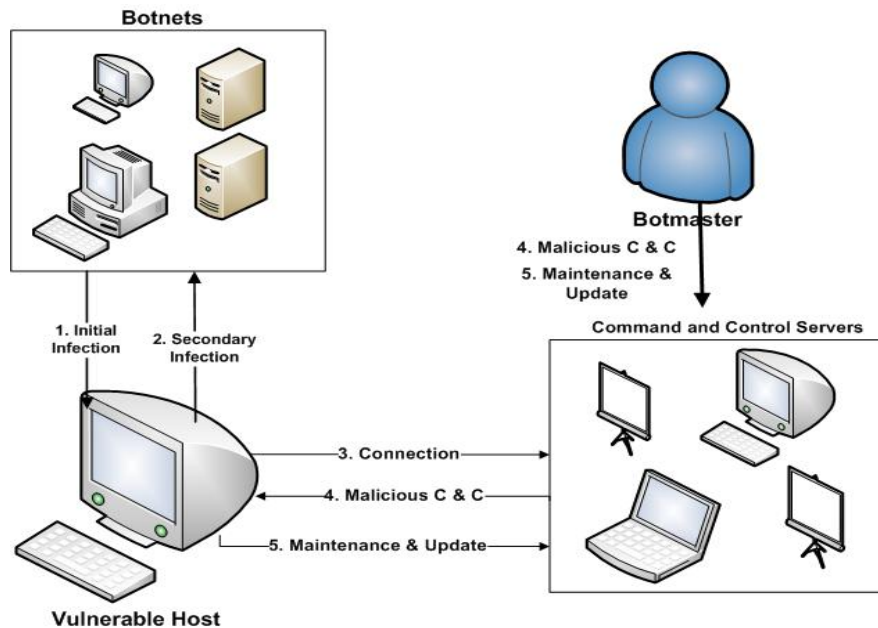 Botnets
Botmaster
4. Malicious C & C
5. Maintenance &
Update
1. Initial
Infection
2. Secondary
Infection
Command and Control Servers
3. Connection
4. Malicious C & C
5. Maintenance & Update
Vulnerable Host